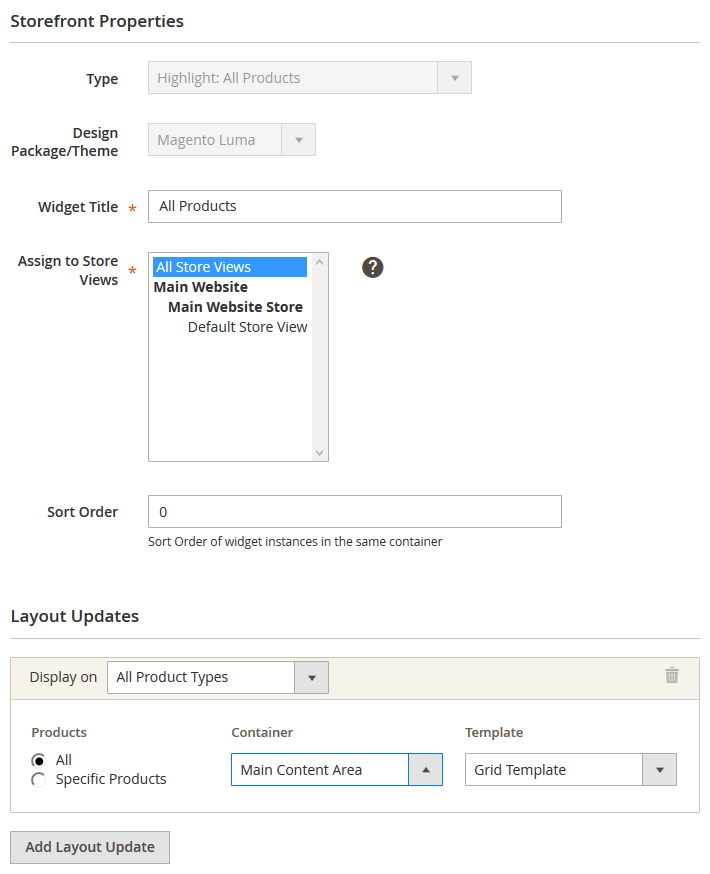 Storefront Properties
Type
Highlight: All Products
Design
Package/Theme
Magento Luma
Widget Title *
All Products
Assign to Store
Views *
All Store Views
Main Website
Main Website Store
Default Store View
?
Sort Order
0
Sort Order of widget instances in the same container
Layout Updates
Display on
All Product Types
Products
Container
Template
All
Specific Products
Main Content Area
Grid Template
Add Layout Update